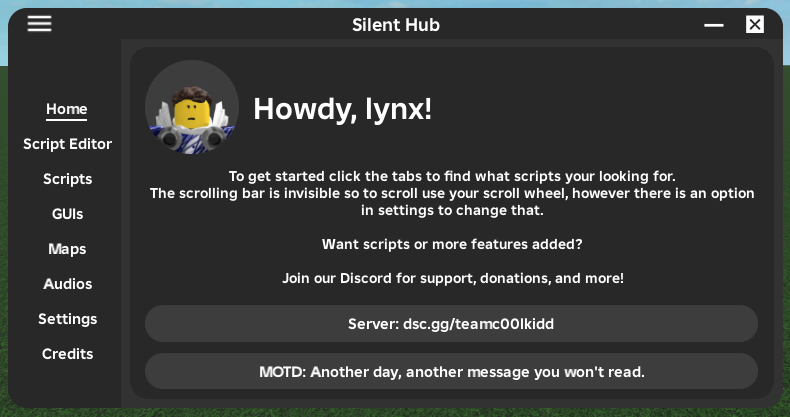 Silent Hub
Home
Script Editor
Scripts
GUIs
Maps
Audios
Settings
Credits
Howdy, lynx!
To get started click the tabs to find what scripts your looking for.
The scrolling bar is invisible so to scroll use your scroll wheel, however there is an option
in settings to change that.
Want scripts or more features added?
Join our Discord for support, donations, and more!
Server: dsc.gg/teamc00lkidd
MOTD: Another day, another message you won't read.